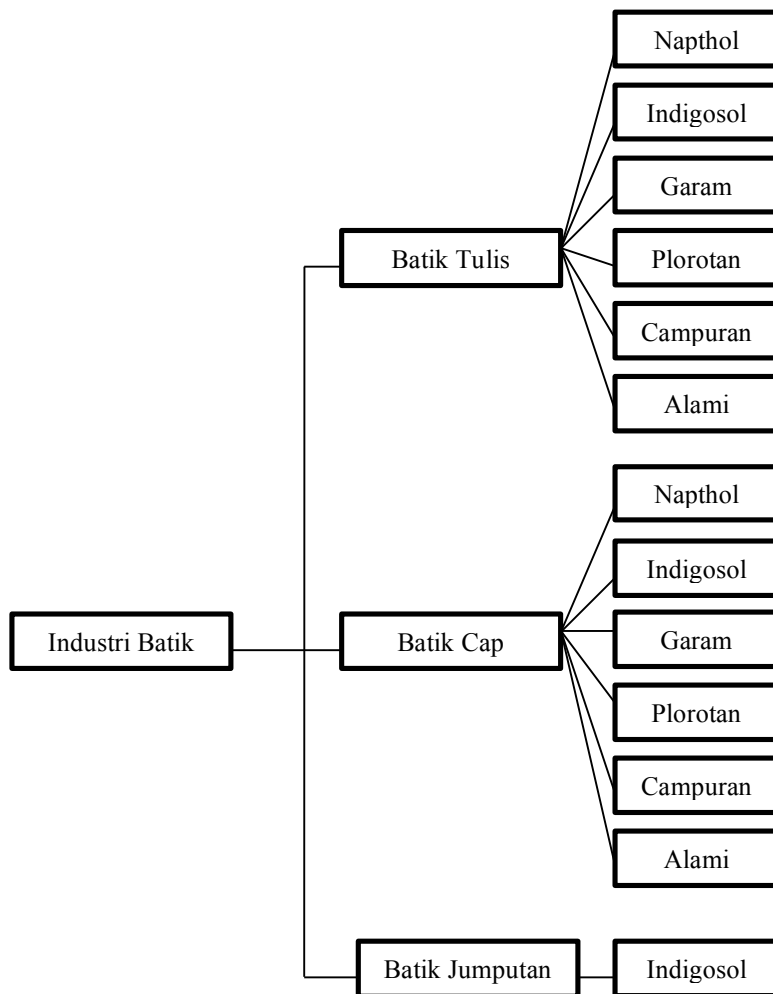 Napthol
Indigosol
Garam
Batik Tulis
Plorotan
Campuran
Alami
Napthol
Indigosol
Industri Batik
Batik Cap
Garam
Plorotan
Campuran
Alami
Batik Jumputan
Indigosol